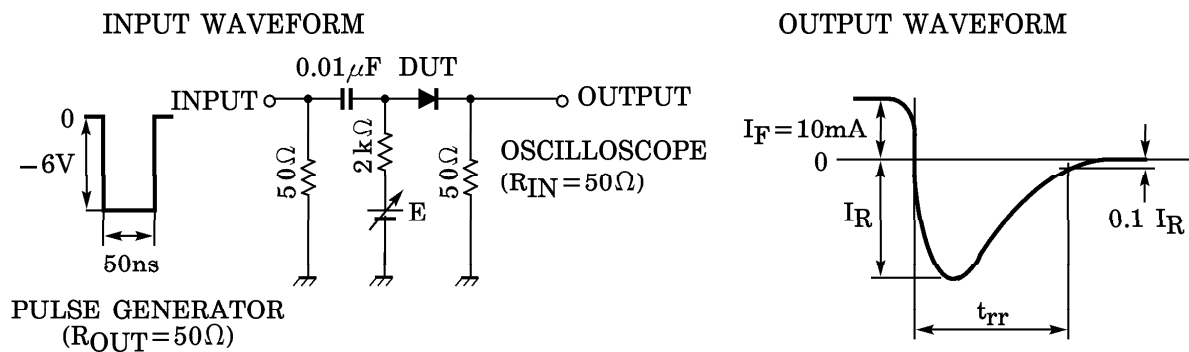 INPUT WAVEFORM
0
−6V
50ns
PULSE GENERATOR
(ROUT=50Ω)
INPUT
0.01μF
DUT
OUTPUT
50Ω
2kΩ
E
50Ω
OSCILLOSCOPE
(RIN=50Ω)
OUTPUT WAVEFORM
IF=10mA
0
IR
0.1 IR
trr